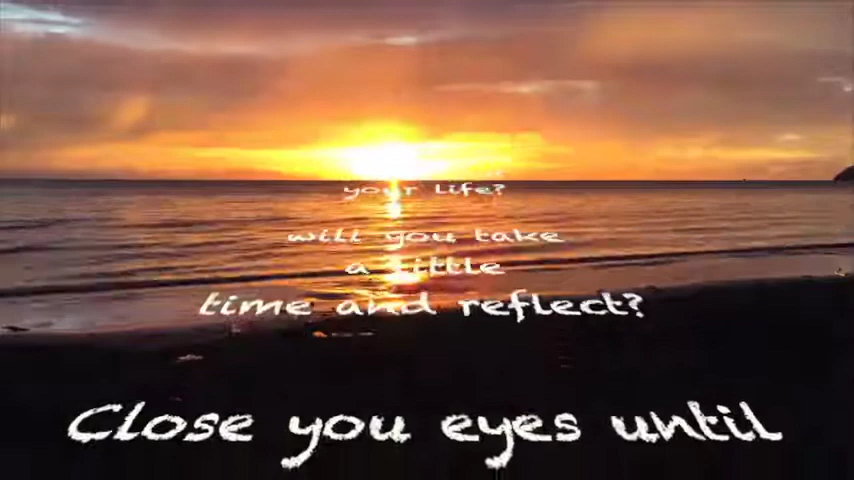 your life?
will you take
a little
time and reflect?
Close you eyes until